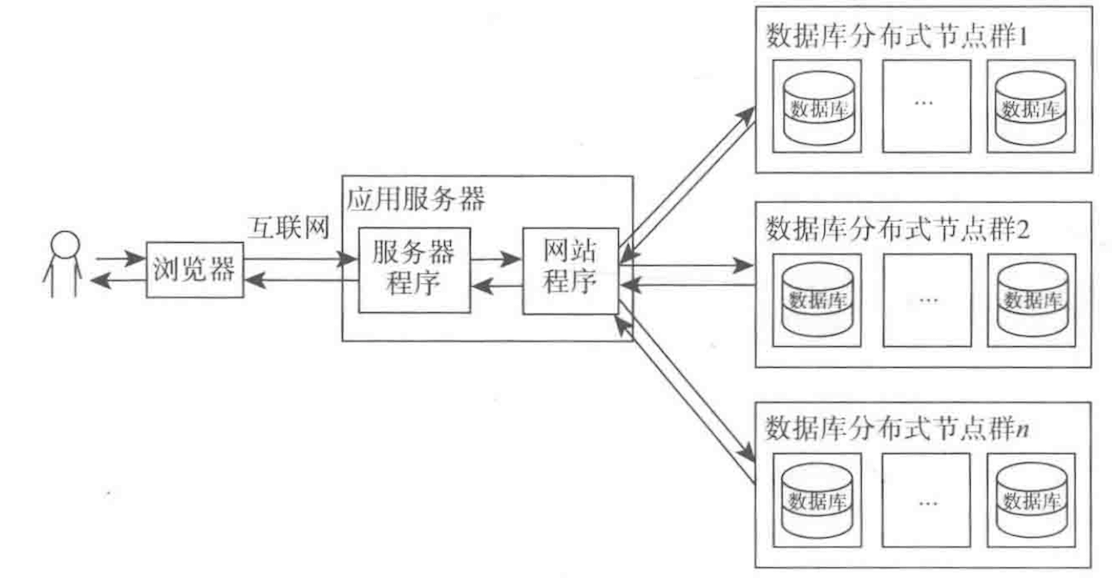 数据库分布式节点群1
数据库
…
数据库
应用服务器
互联网
浏览器
服务器
程序
网站
程序
数据库分布式节点群2
数据库
…
数据库
数据库分布式节点群n
数据库
…
数据库